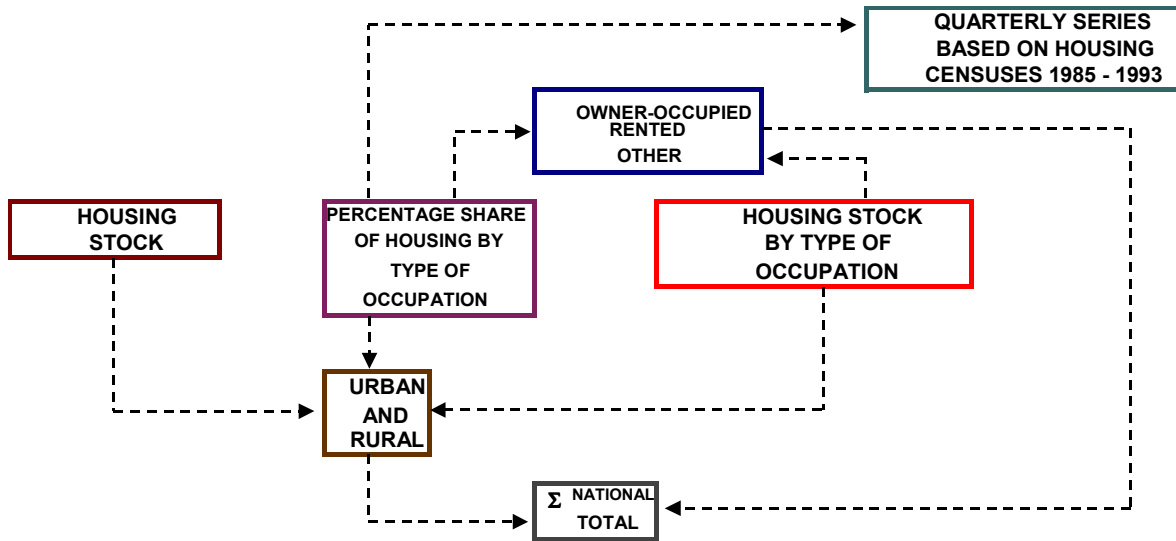 QUARTERLY SERIES
BASED ON HOUSING
CENSUSES 1985 - 1993
OWNER-OCCUPIED
RENTED
OTHER
HOUSING
STOCK
PERCENTAGE SHARE
OF HOUSING BY
TYPE OF
OCCUPATION
HOUSING STOCK
BY TYPE OF
OCCUPATION
URBAN
AND
RURAL
Σ NATIONAL
TOTAL